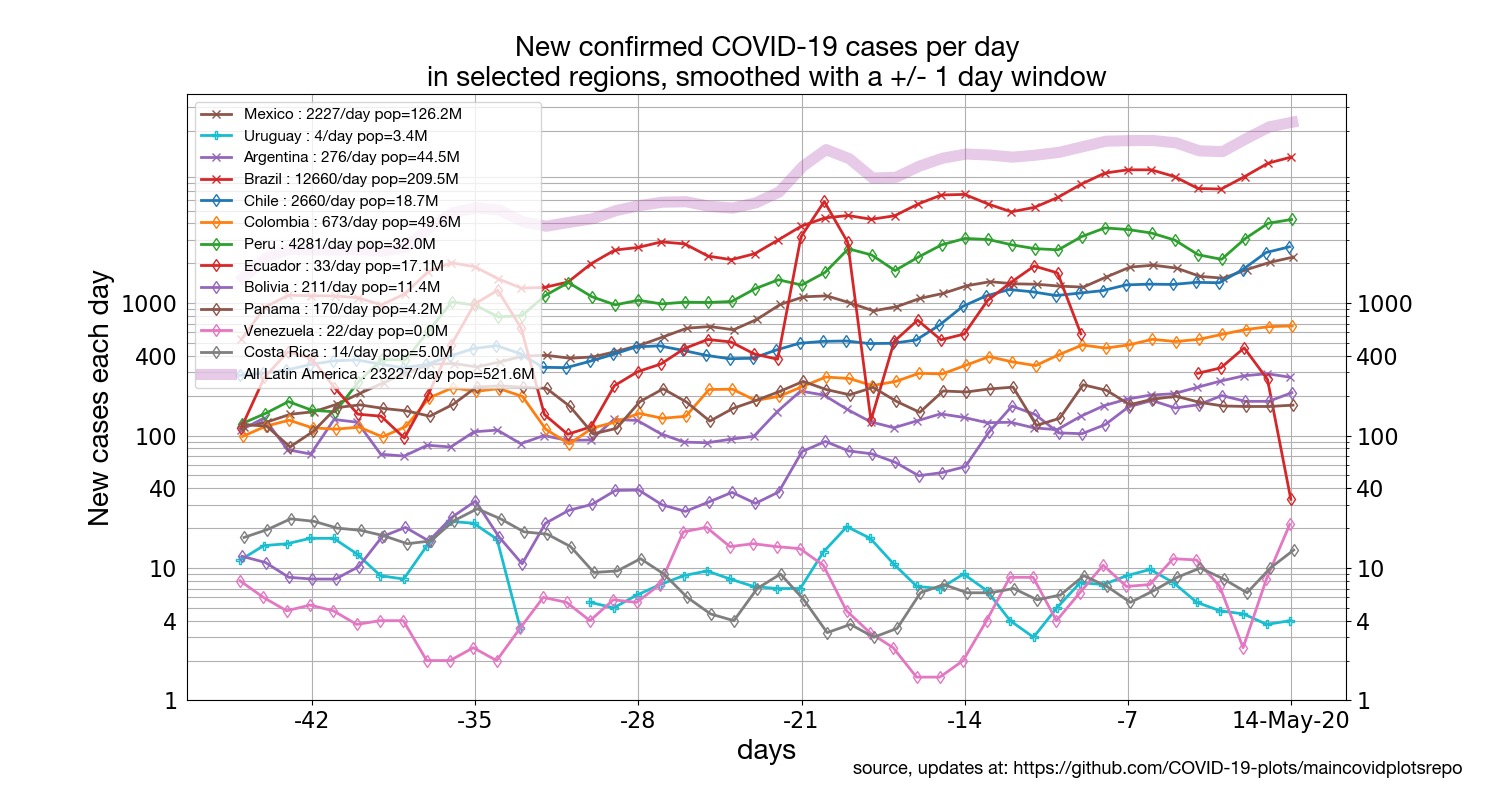 New confirmed COVID-19 cases per day
in selected regions, smoothed with a +/- 1 day window
Mexico : 2227/day pop=126.2M
Uruguay : 4/day pop=3.4M
Argentina : 276/day pop=44.5M
Brazil : 12660/day pop=209.5M
Chile : 2660/day pop=18.7M
Colombia : 673/day pop=49.6M
Peru : 4281/day pop=32.0M
Ecuador : 33/day pop=17.1M
Bolivia : 211/day pop=11.4M
Panama : 170/day pop=4.2M
Venezuela : 22/day pop=0.0M
Costa Rica : 14/day pop=5.0M
All Latin America : 23227/day pop=521.6M
New cases each day
1000
400
100
40
10
4
1
1000
400
100
40
10
4
1
-42
-35
-28
-21
-14
-7
14-May-20
days
source, updates at: https://github.com/COVID-19-plots/maincovidplotsrepo